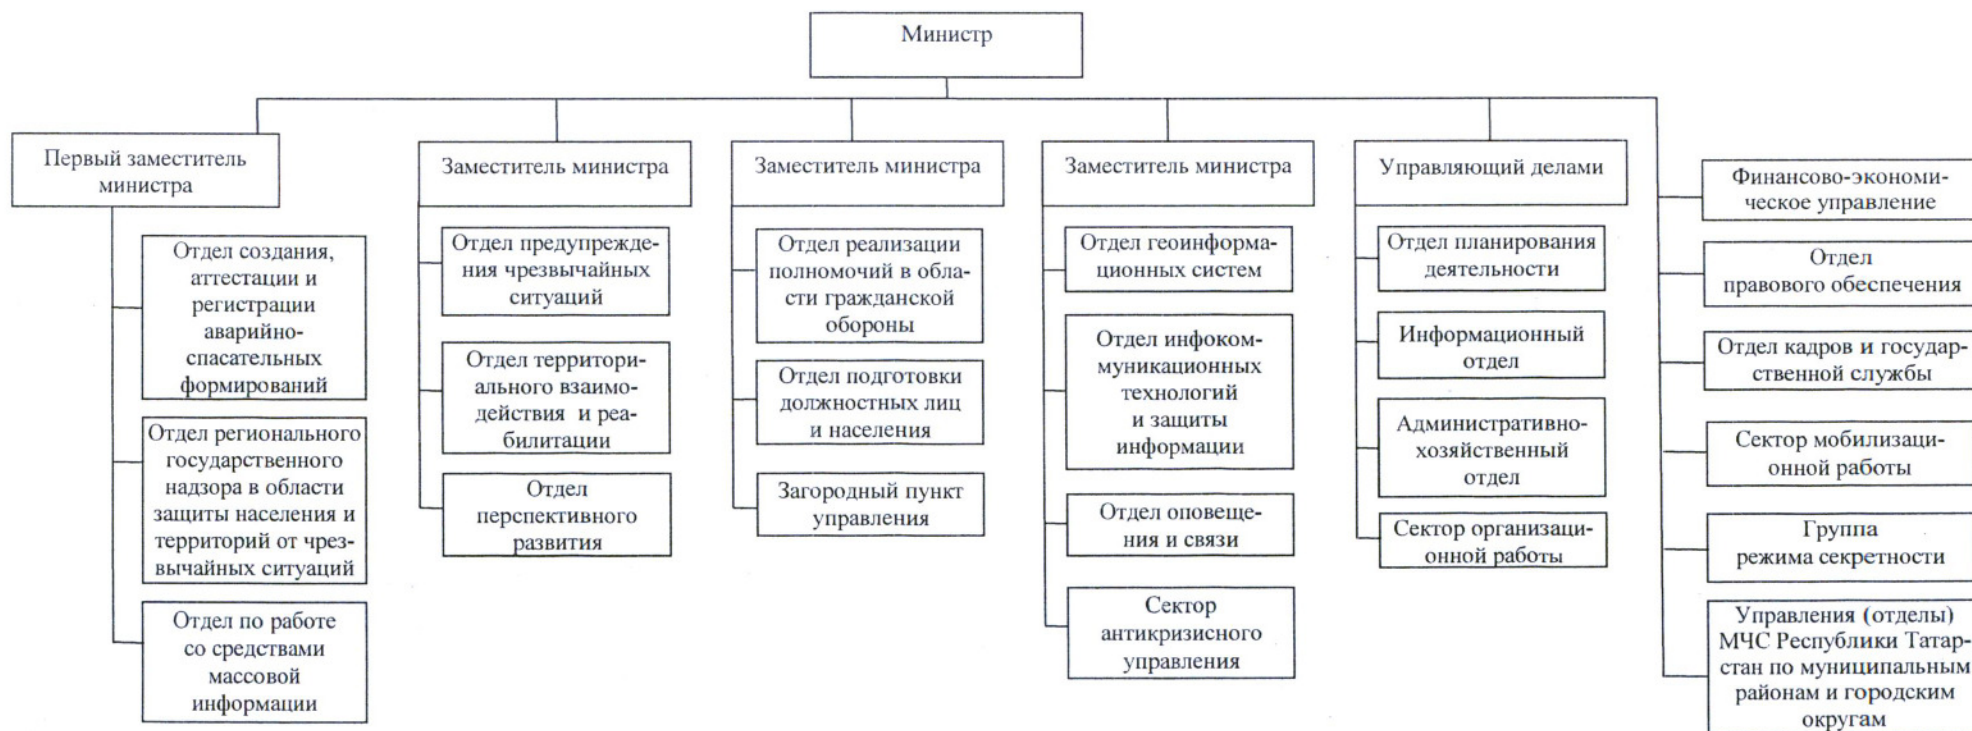 Министр
Первый заместитель
министра
Отдел создания,
аттестации и
регистрации
аварийно-
спасательных
формирований
Отдел регионального
государственного
надзора в области
защиты населения и
территорий от чрез-
вычайных ситуаций
Отдел по работе
со средствами
массовой
информации
Заместитель министра
Отдел предупрежде-
ния чрезвычайных
ситуаций
Отдел территори-
ального взаимо-
действия и реа-
билитации
Отдел
перспективного
развития
Заместитель министра
Отдел реализации
полномочий в обла-
сти гражданской
обороны
Отдел подготовки
должностных лиц
и населения
Загородный пункт
управления
Заместитель министра
Отдел геоинформа-
ционных систем
Отдел инфоком-
муникационных
технологий
и защиты
информации
Отдел оповеще-
ния и связи
Сектор
антикризисного
управления
Управляющий делами
Отдел планирования
деятельности
Информационный
отдел
Административно-
хозяйственный
отдел
Сектор организаци-
онной работы
Финансово-экономи-
ческое управление
Отдел
правового обеспечения
Отдел кадров и государ-
ственной службы
Сектор мобилизаци-
онной работы
Группа
режима секретности
Управления (отделы)
МЧС Республики Татар-
стан по муниципальным
районам и городским
округам